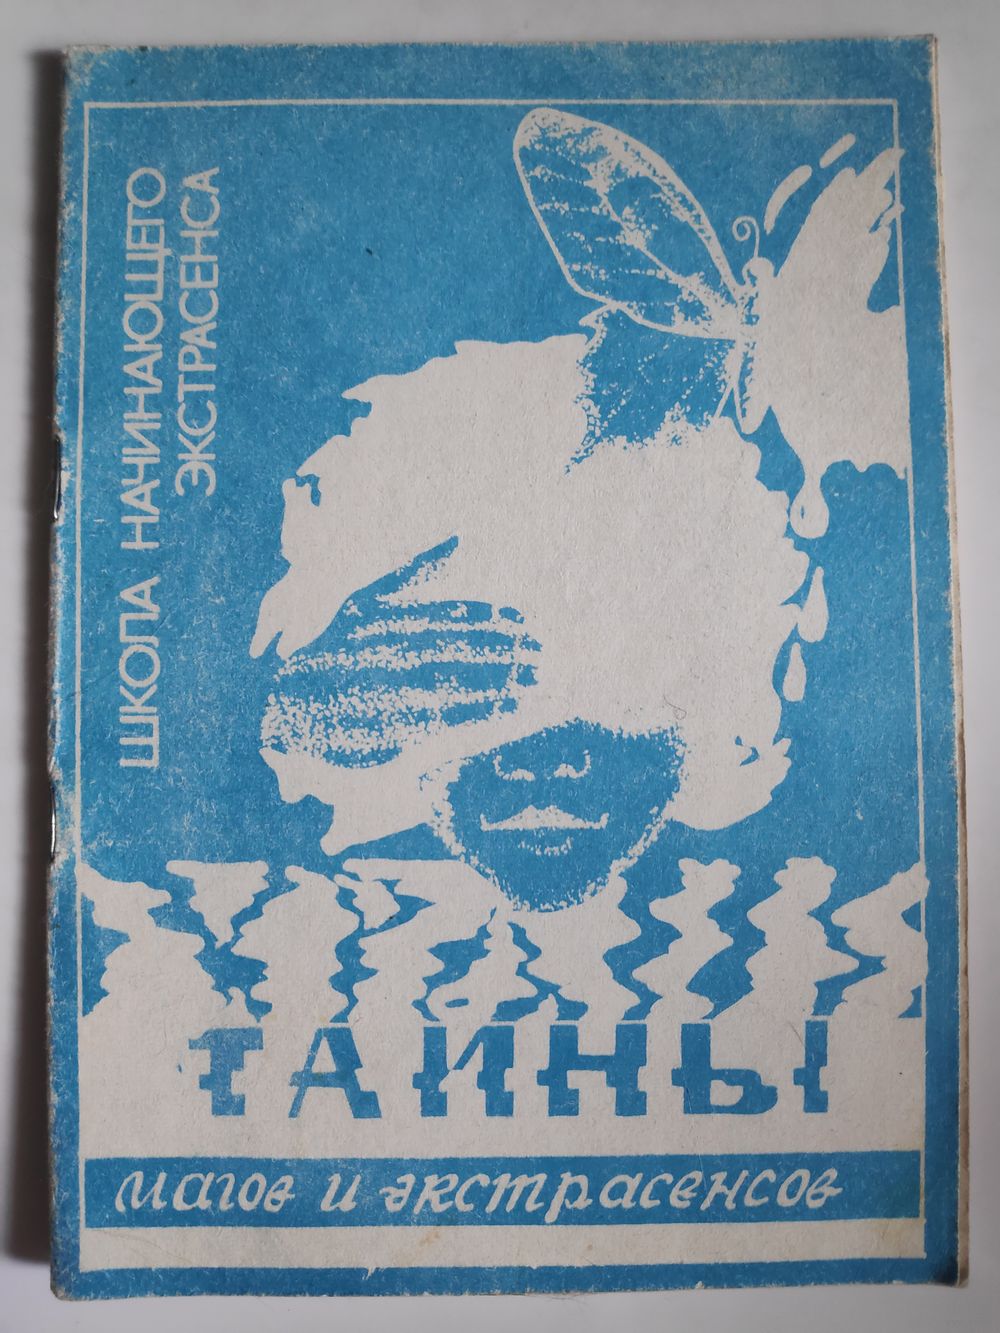 ШКОЛА НАЧИНАЮЩЕГО
ЭКСТРАСЕНСА
ТАЙНЫ
магов и экстрасенсов